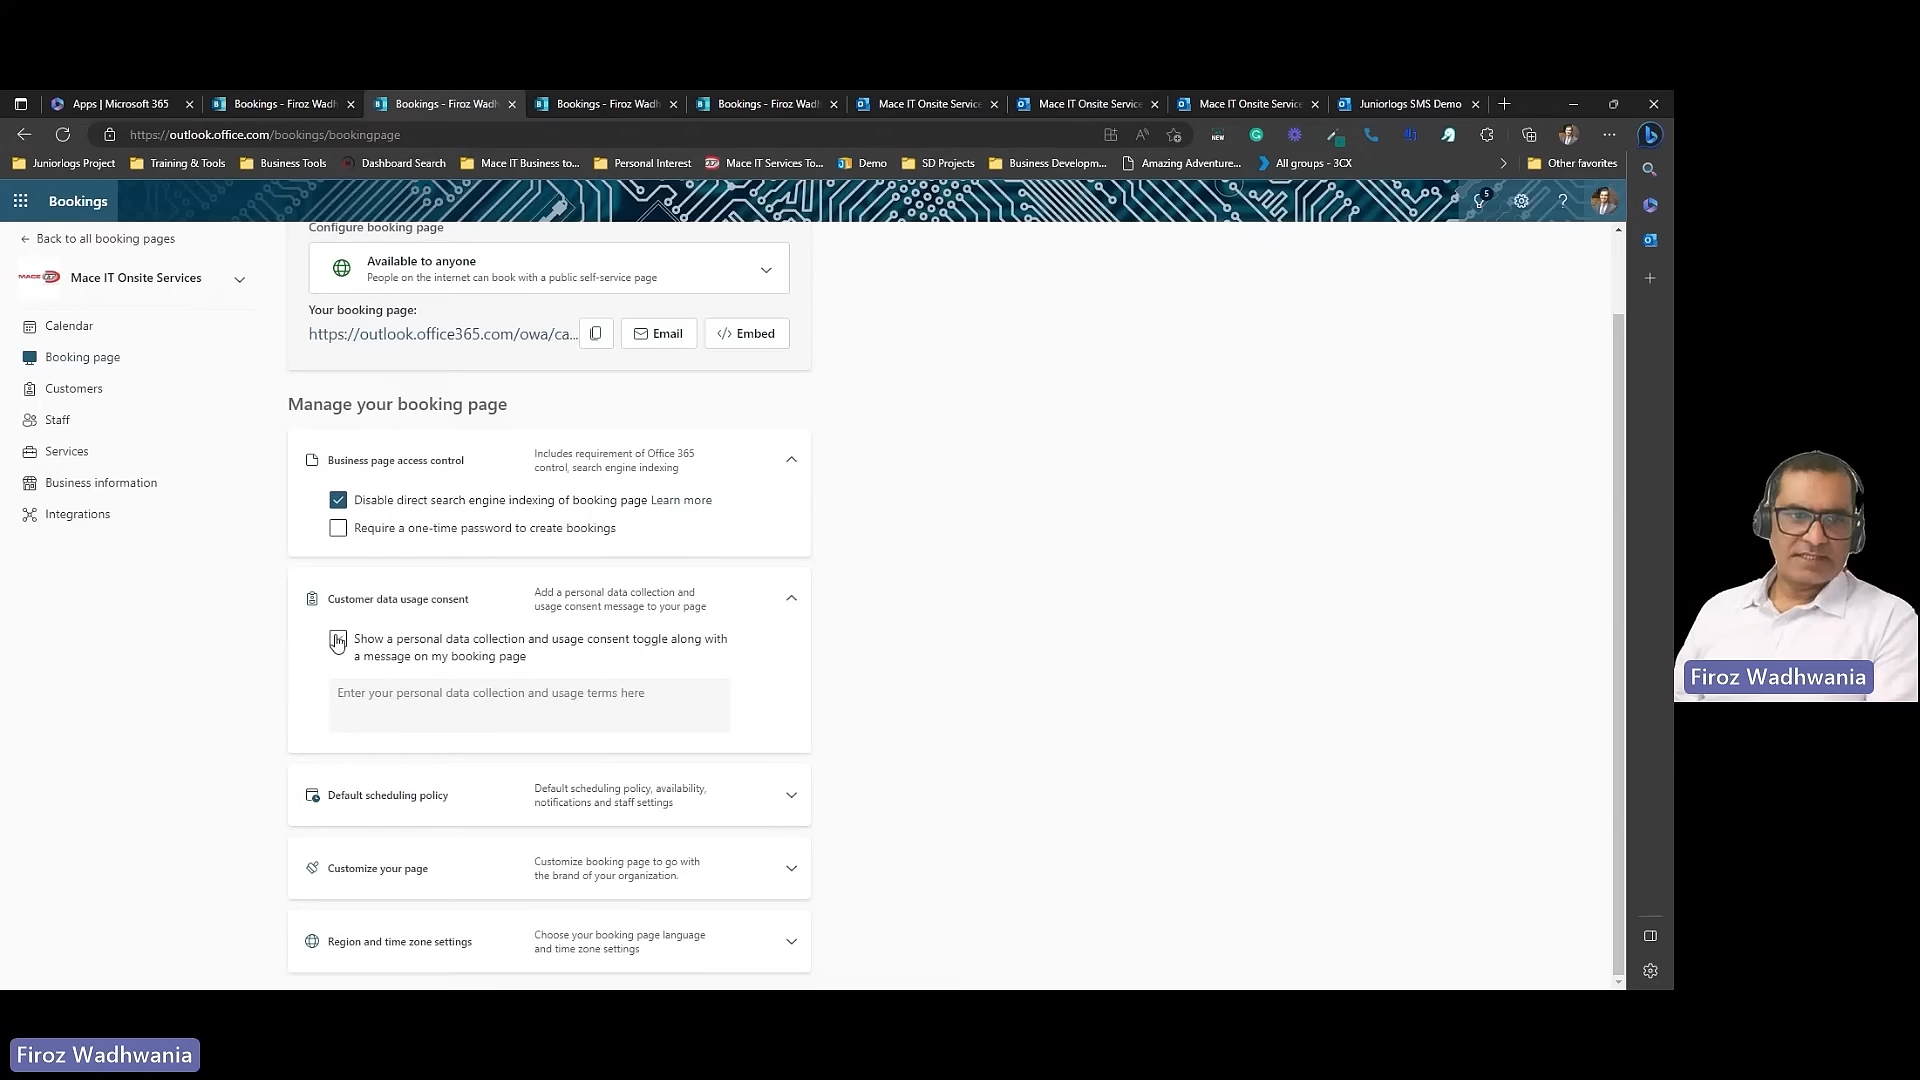 Apps | Microsoft 365
Bookings - Firoz Wadh
Bookings - Firoz Wadh
Bookings - Firoz Wadh
Bookings - Firoz Wadh
Mace IT Onsite Service
Mace IT Onsite Service
Mace IT Onsite Service
Juniorlogs SMS Demo
https://outlook.office.com/bookings/bookingpage
NEW
Juniorlogs Project
Training & Tools
Business Tools
Dashboard Search
Mace IT Business to...
Personal Interest
Mace IT Services To...
Demo
SD Projects
Business Developm...
Amazing Adventure...
All groups - 3CX
Other favorites
Bookings
5
?
Back to all booking pages
MACE
Mace IT Onsite Services
Calendar
Booking page
Customers
Staff
Services
Business information
Integrations
Configure booking page
Available to anyone
People on the internet can book with a public self-service page
Your booking page:
https://outlook.office365.com/owa/ca...
Email
</> Embed
Manage your booking page
Business page access control
Includes requirement of Office 365
control, search engine indexing
Disable direct search engine indexing of booking page Learn more
Require a one-time password to create bookings
Customer data usage consent
Add a personal data collection and
usage consent message to your page
Show a personal data collection and usage consent toggle along with
a message on my booking page
Enter your personal data collection and usage terms here
Default scheduling policy
Default scheduling policy, availability,
notifications and staff settings
Customize your page
Customize booking page to go with
the brand of your organization.
Region and time zone settings
Choose your booking page language
and time zone settings
Firoz Wadhwania
Firoz Wadhwania